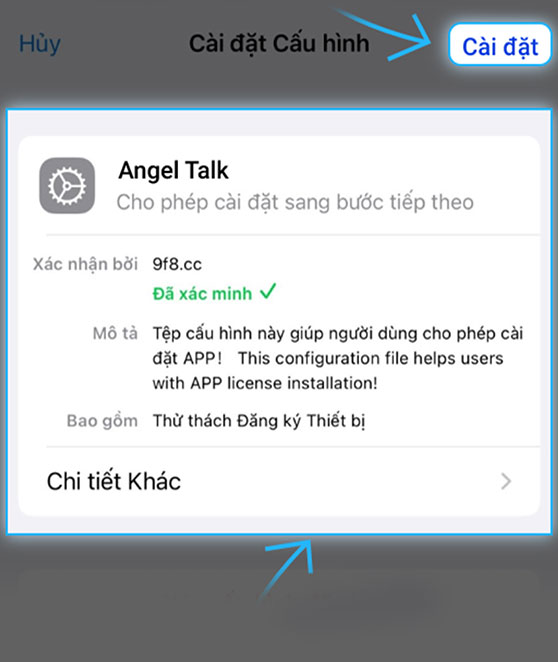 Hủy Cài đặt Cấu hình Cài đặt
Angel Talk
Cho phép cài đặt sang bước tiếp theo
Xác nhận bởi 9f8.cc
Đã xác minh
Mô tả Tệp cấu hình này giúp người dùng cho phép cài
đặt APP! This configuration file helps users
with APP license installation!
Bao gồm Thử thách Đăng ký Thiết bị
Chi tiết Khác